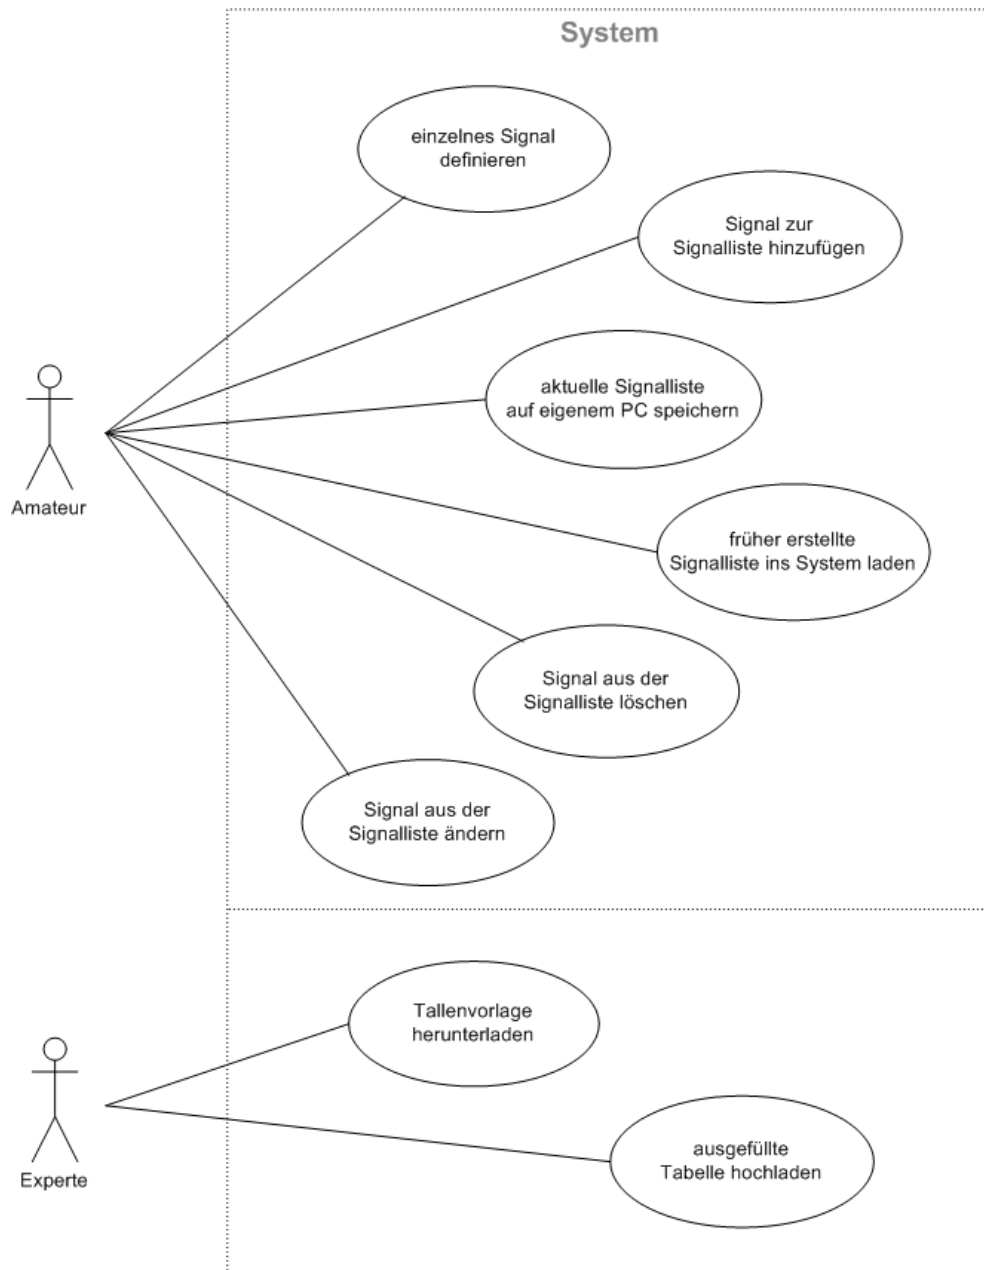 System
einzelnes Signal
definieren
Signal zur
Signalliste hinzufügen
aktuelle Signalliste
auf eigenem PC speichern
Amateur
früher erstellte
Signalliste ins System laden
Signal aus der
Signalliste löschen
Signal aus der
Signalliste ändern
Tallenvorlage
herunterladen
ausgefüllte
Tabelle hochladen
Experte